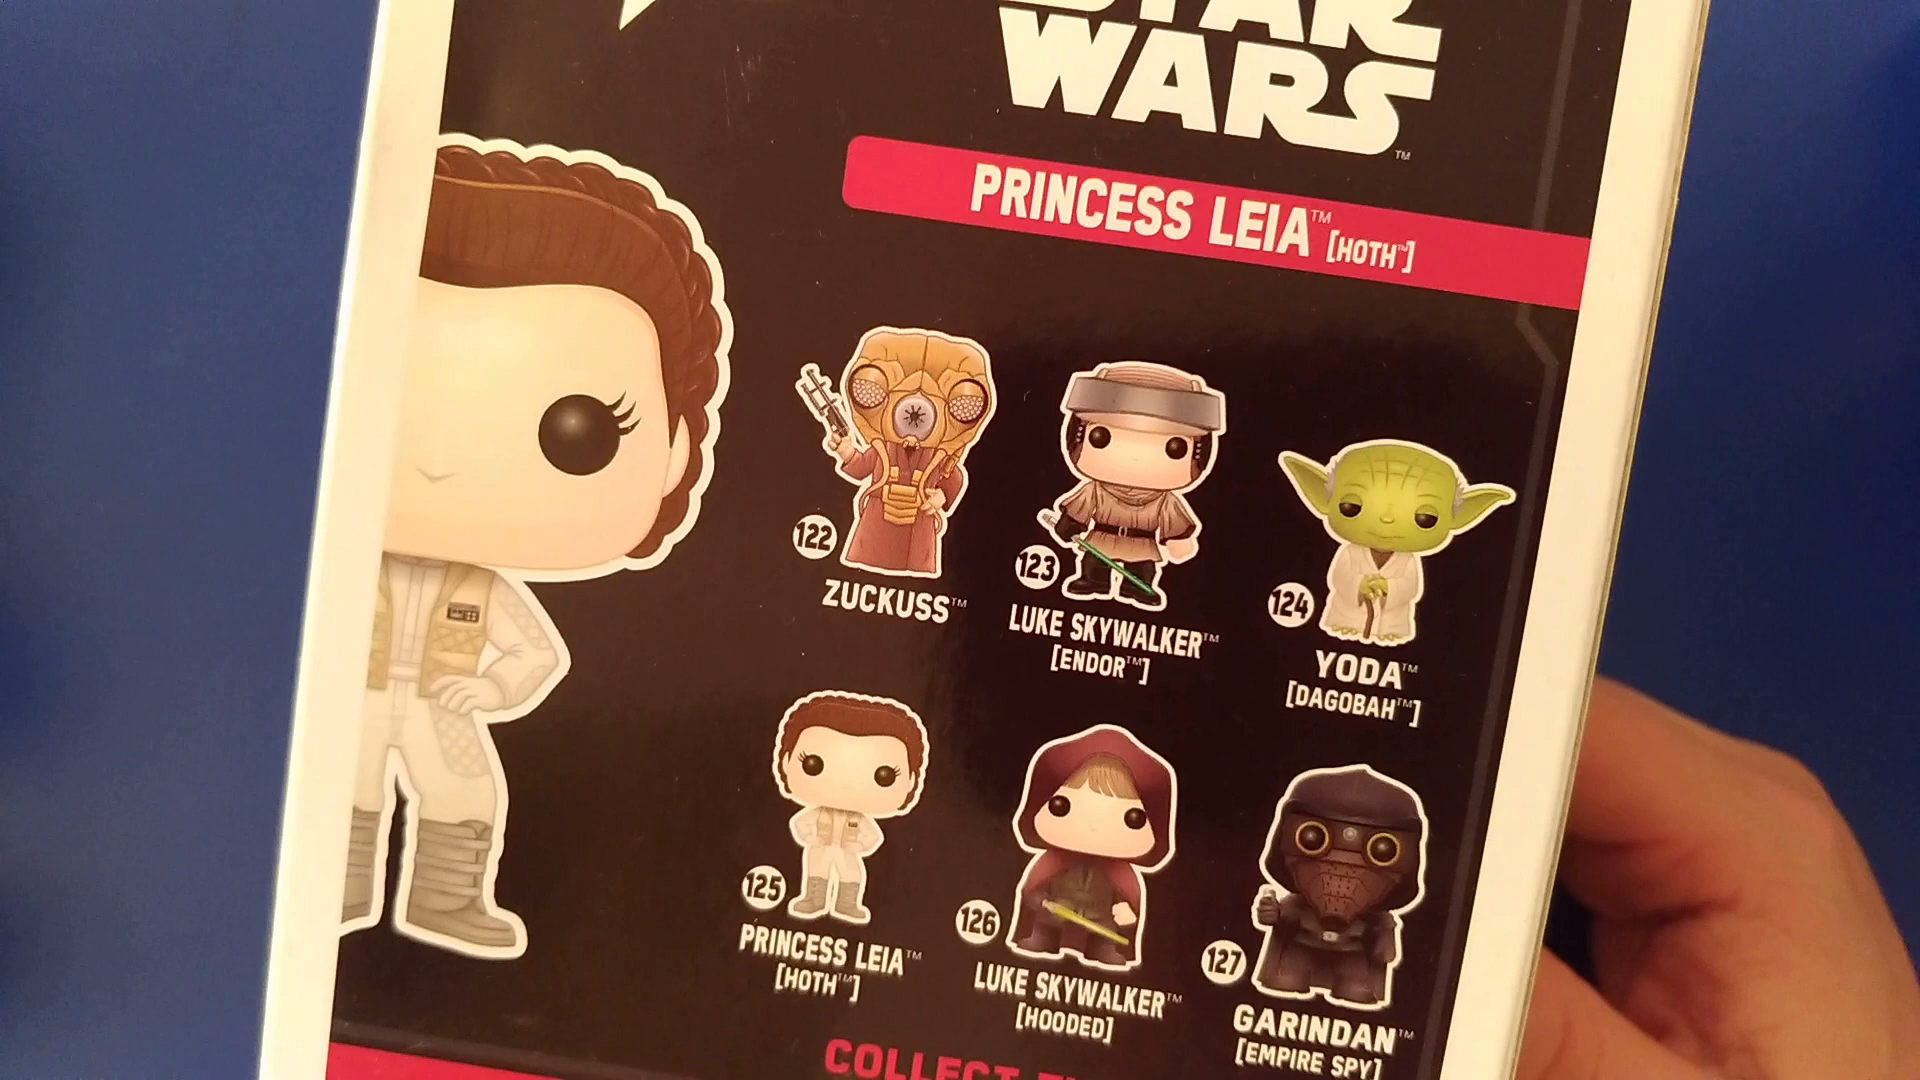 STAR
WARS™
PRINCESS LEIA™ [HOTH™]
122
ZUCKUSS™
123
LUKE SKYWALKER™
[ENDOR™]
124
YODA™
[DAGOBAH™]
125
PRINCESS LEIA™
[HOTH™]
126
LUKE SKYWALKER™
[HOODED]
127
GARINDAN™
[EMPIRE SPY]
COLLECT